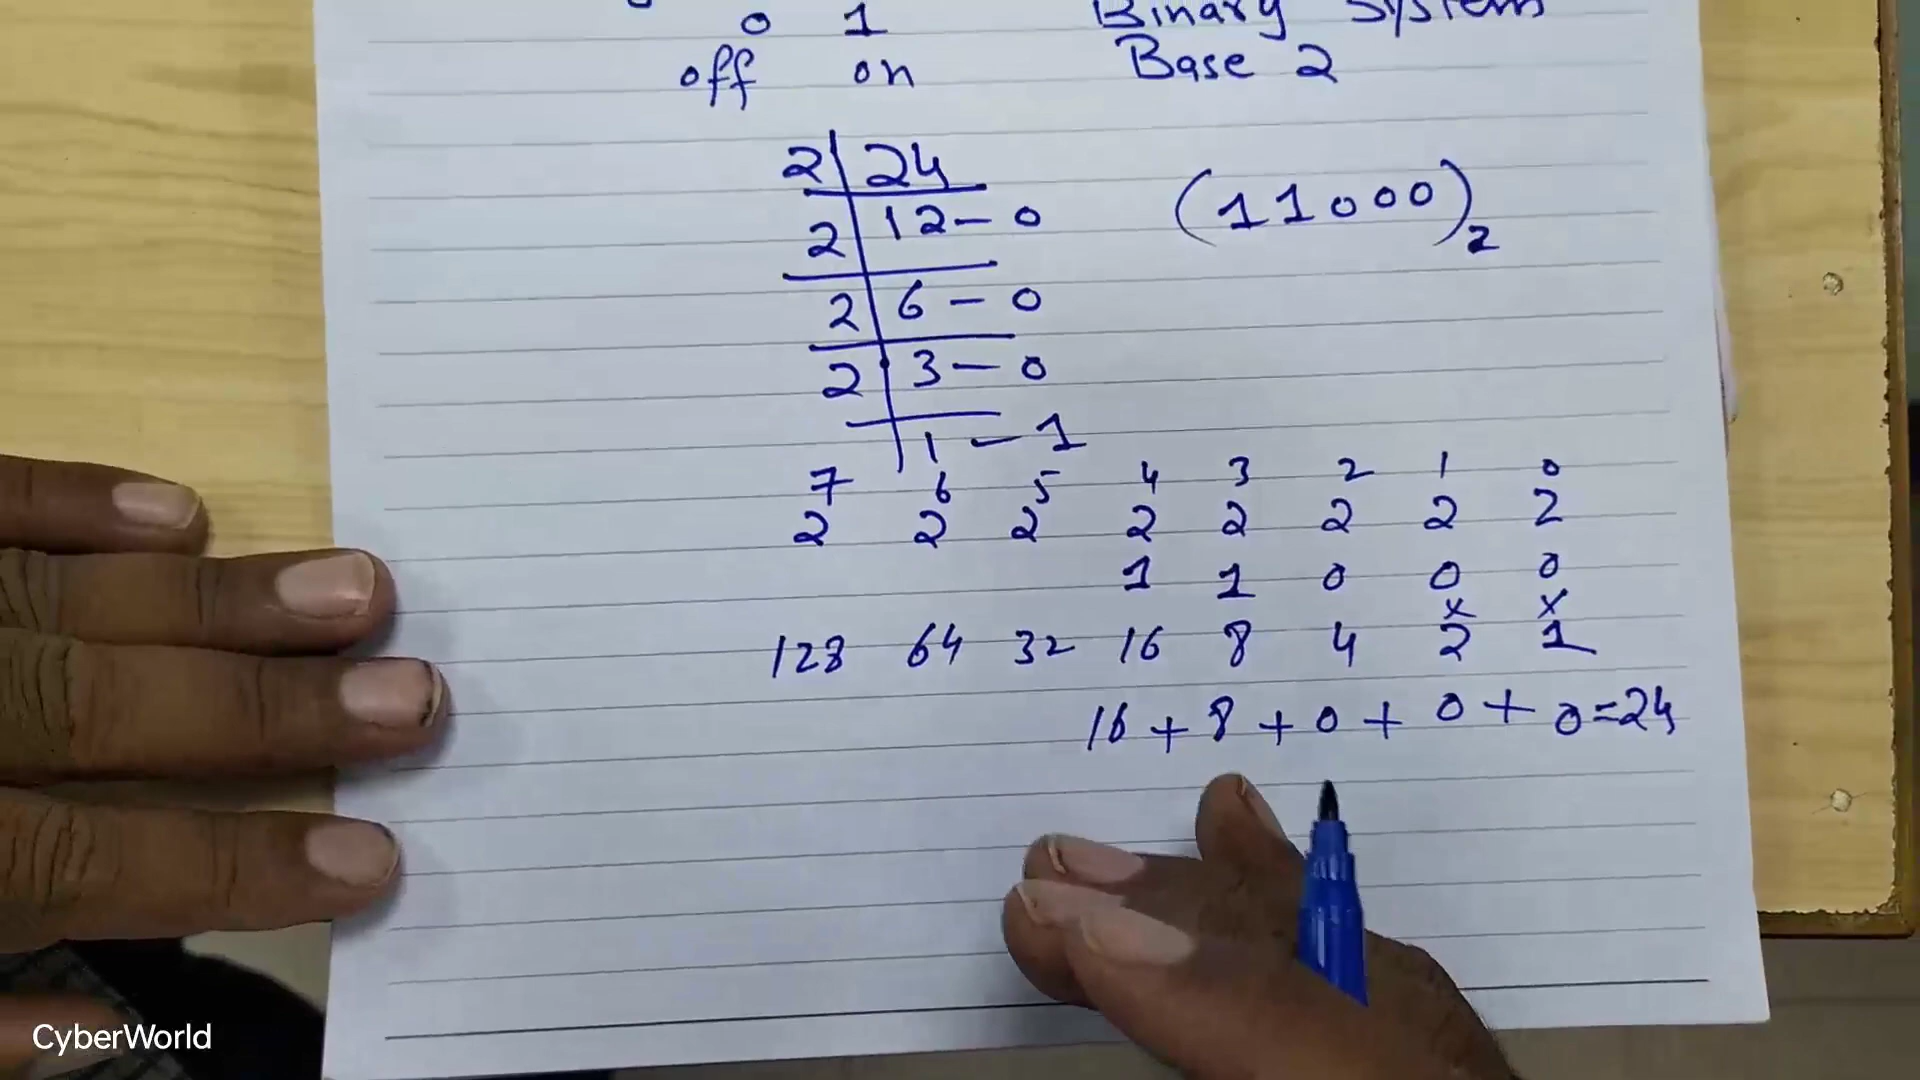 0 1 Binary System
off on Base 2
2 24
2 12 - 0 (11000)2
2 6 - 0
2 3 - 0
1 - 1
7 6 5 4 3 2 1 0
2 2 2 2 2 2 2 2
1 1 0 0 0
x x
128 64 32 16 8 4 2 1
16 + 8 + 0 + 0 + 0 = 24
CyberWorld